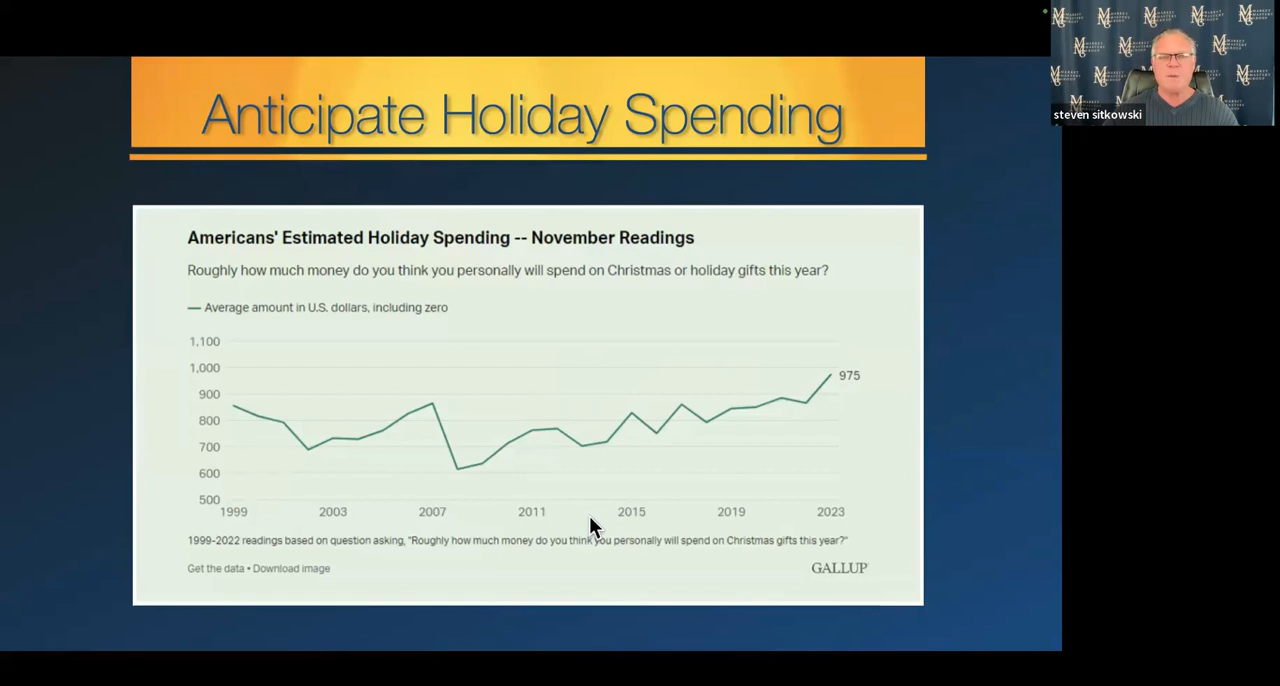 Anticipate Holiday Spending
steven sitkowski
Americans' Estimated Holiday Spending -- November Readings
Roughly how much money do you think you personally will spend on Christmas or holiday gifts this year?
Average amount in U.S. dollars, including zero
1,100
1,000
900
800
700
600
500
975
1999
2003
2007
2011
2015
2019
2023
1999-2022 readings based on question asking, "Roughly how much money do you think you personally will spend on Christmas gifts this year?"
Get the data • Download image
GALLUP